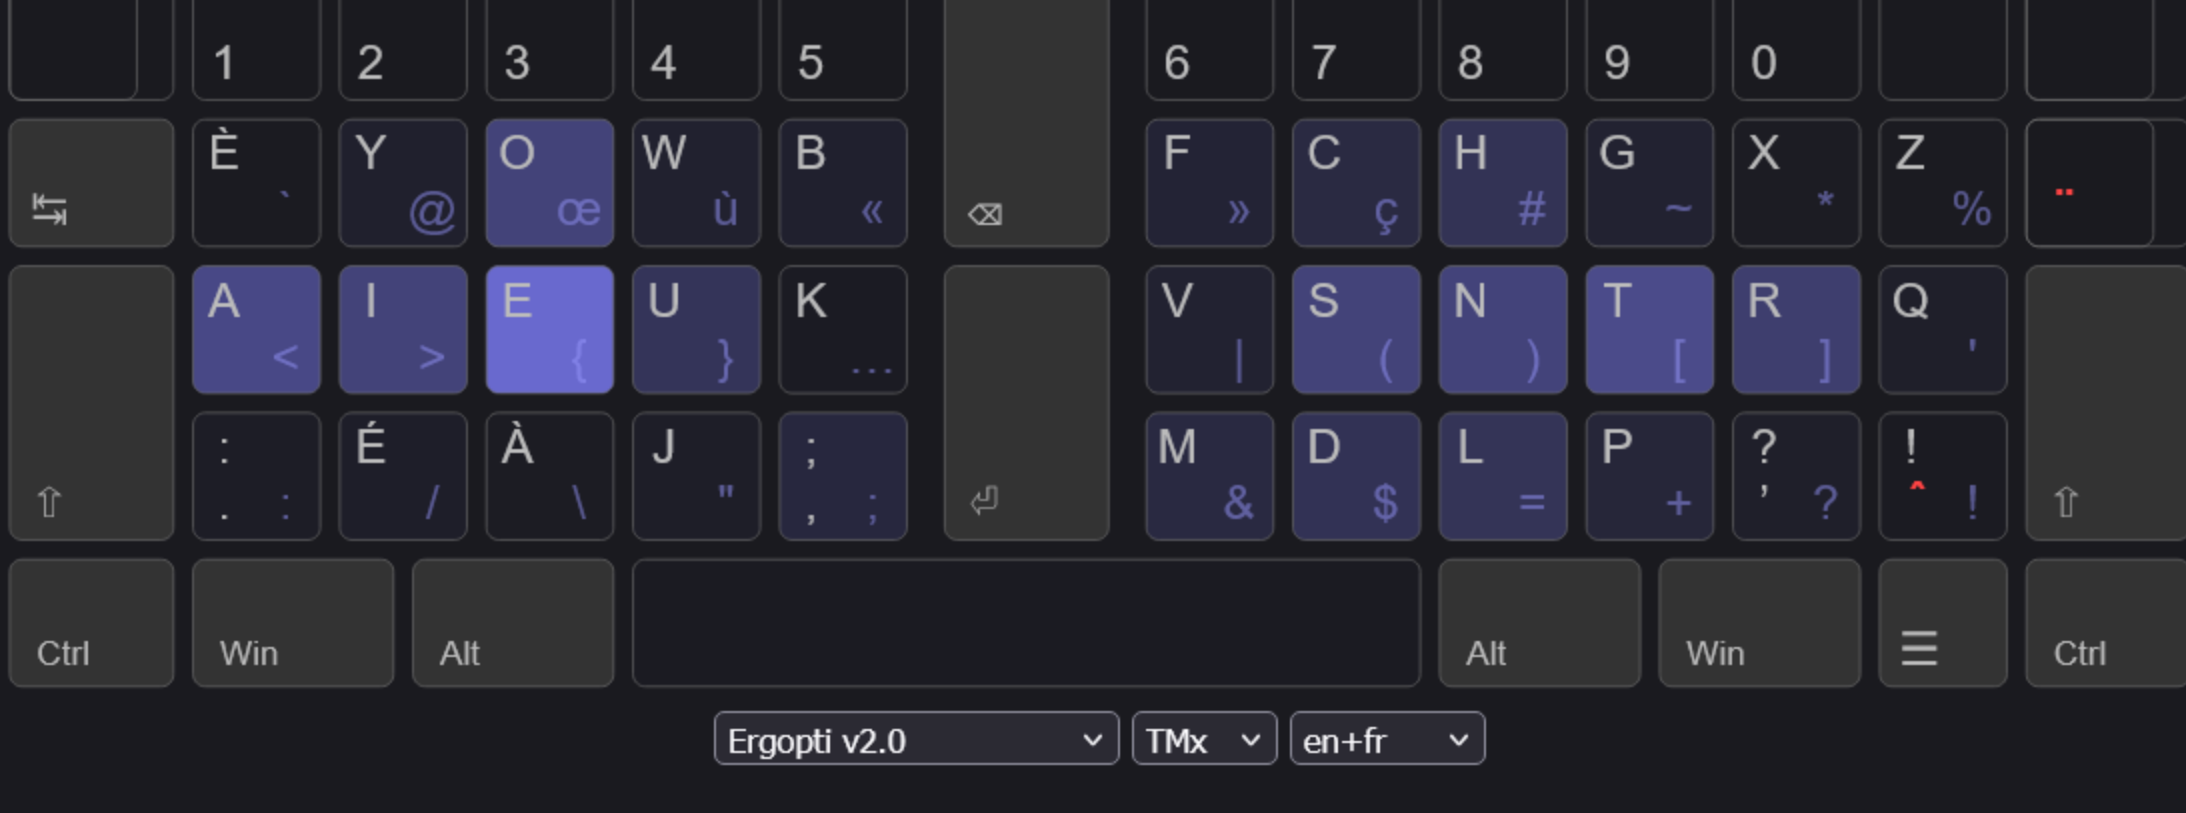 1 2 3 4 5 6 7 8 9 0
↹ È ` Y @ O œ W ù B « ⌫ F » C ç H # G ~ X * Z % ¨
A < I > E { U } K … V | S ( N ) T [ R ] Q '
⇧ : . : É / À \ J " ; , ; ⏎ M & D $ L = P + ? ’ ? ! ^ ! ⇧
Ctrl Win Alt Alt Win ☰ Ctrl
Ergopti v2.0 TMx en+fr